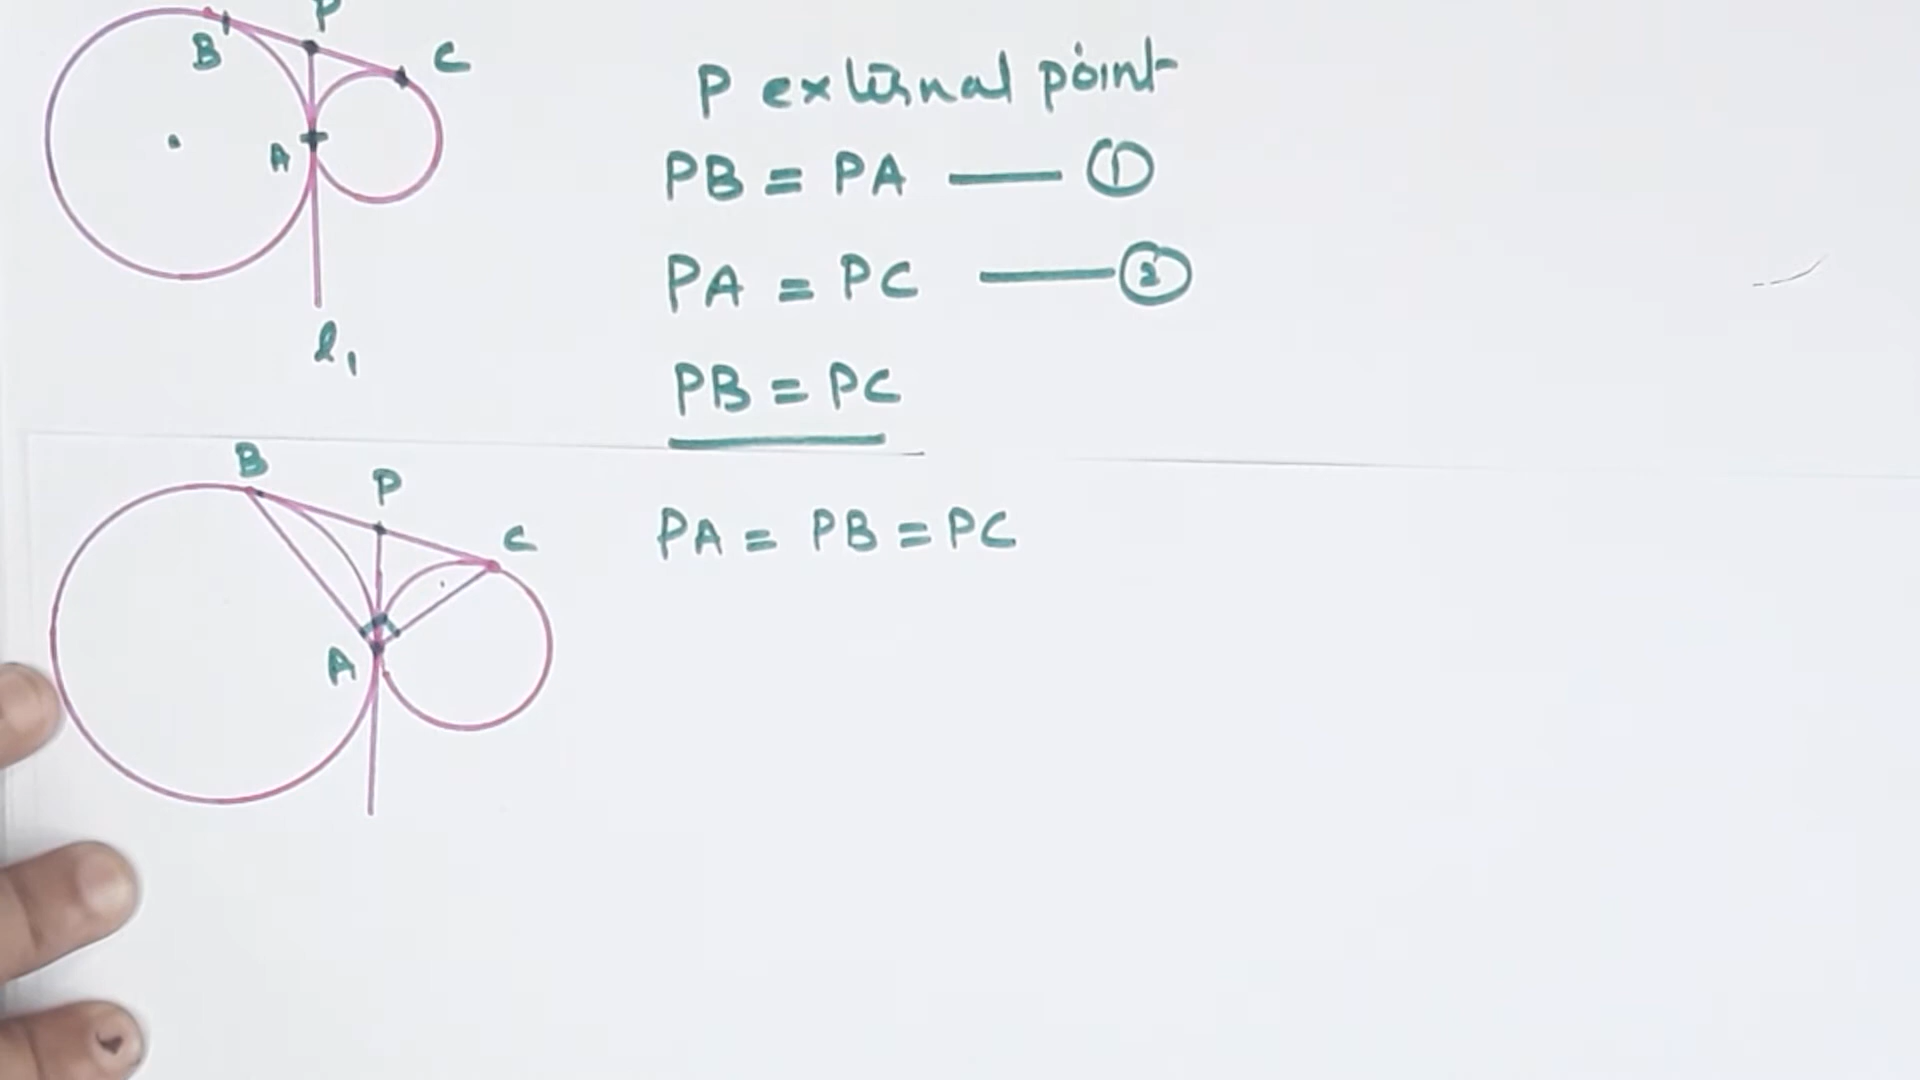 P
B
C
A
l₁
P external point
PB = PA — ①
PA = PC — ②
PB = PC
B
P
C
A
PA = PB = PC